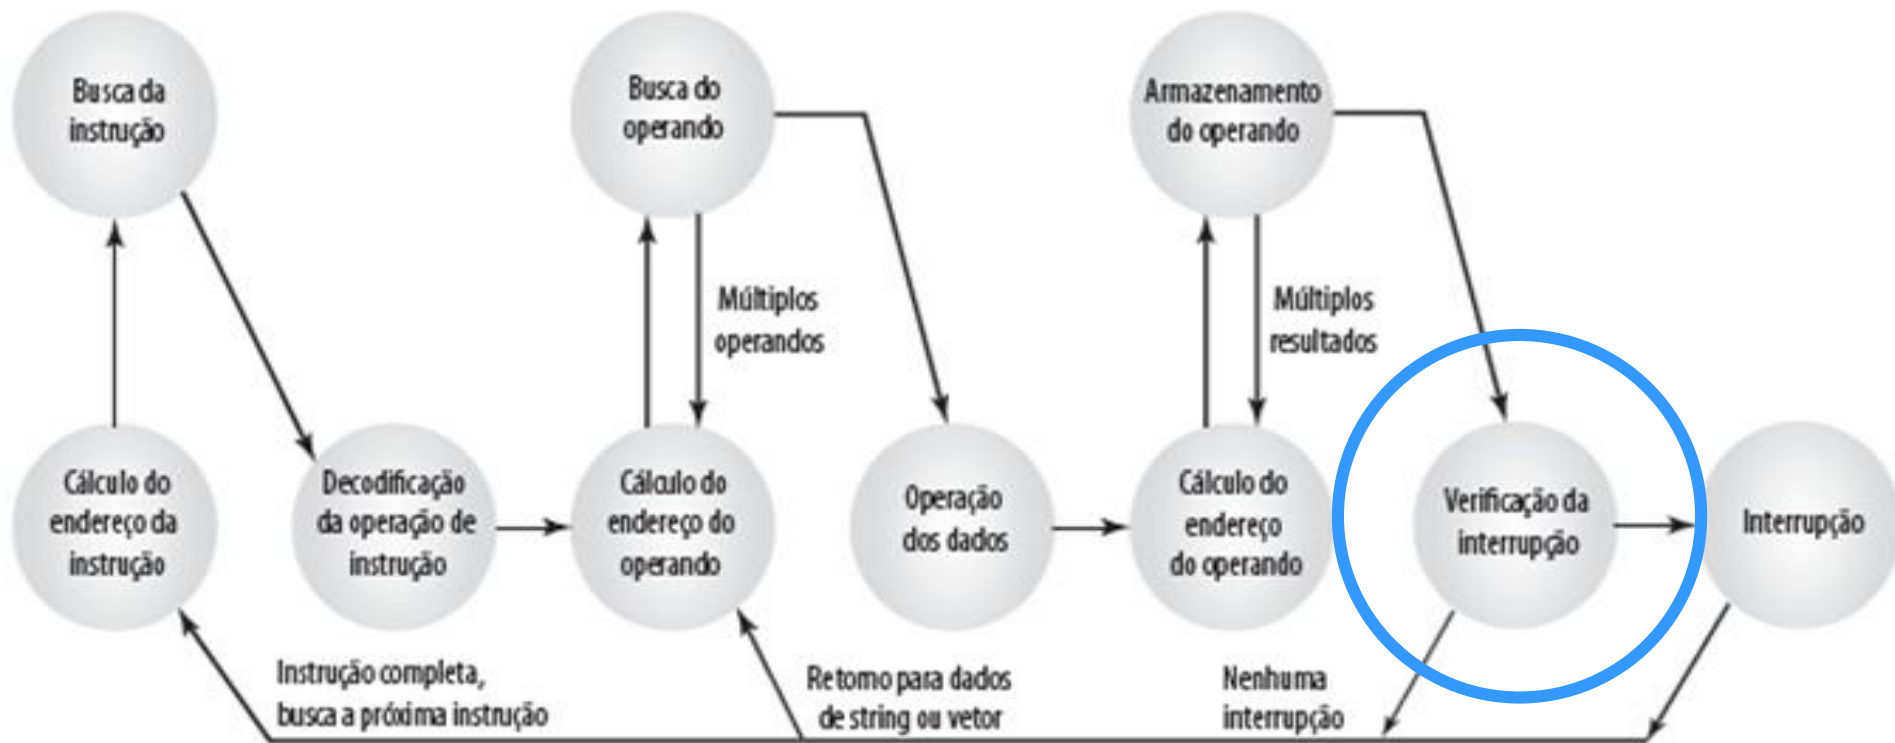 Busca da
instrução
Busca do
operando
Armazenamento
do operando
Múltiplos
operandos
Múltiplos
resultados
Cálculo do
endereço da
instrução
Decodificação
da operação de
instrução
Cálculo do
endereço do
operando
Operação
dos dados
Cálculo do
endereço
do operando
Verificação da
interrupção
Interrupção
Instrução completa,
busca a próxima instrução
Retorno para dados
de string ou vetor
Nenhuma
interrupção